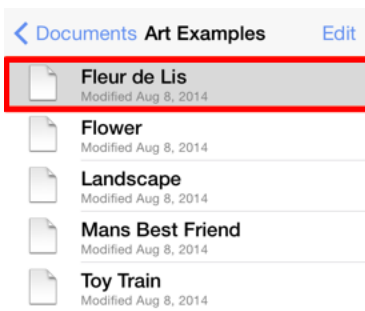 Documents Art Examples Edit
Fleur de Lis
Modified Aug 8, 2014
Flower
Modified Aug 8, 2014
Landscape
Modified Aug 8, 2014
Mans Best Friend
Modified Aug 8, 2014
Toy Train
Modified Aug 8, 2014